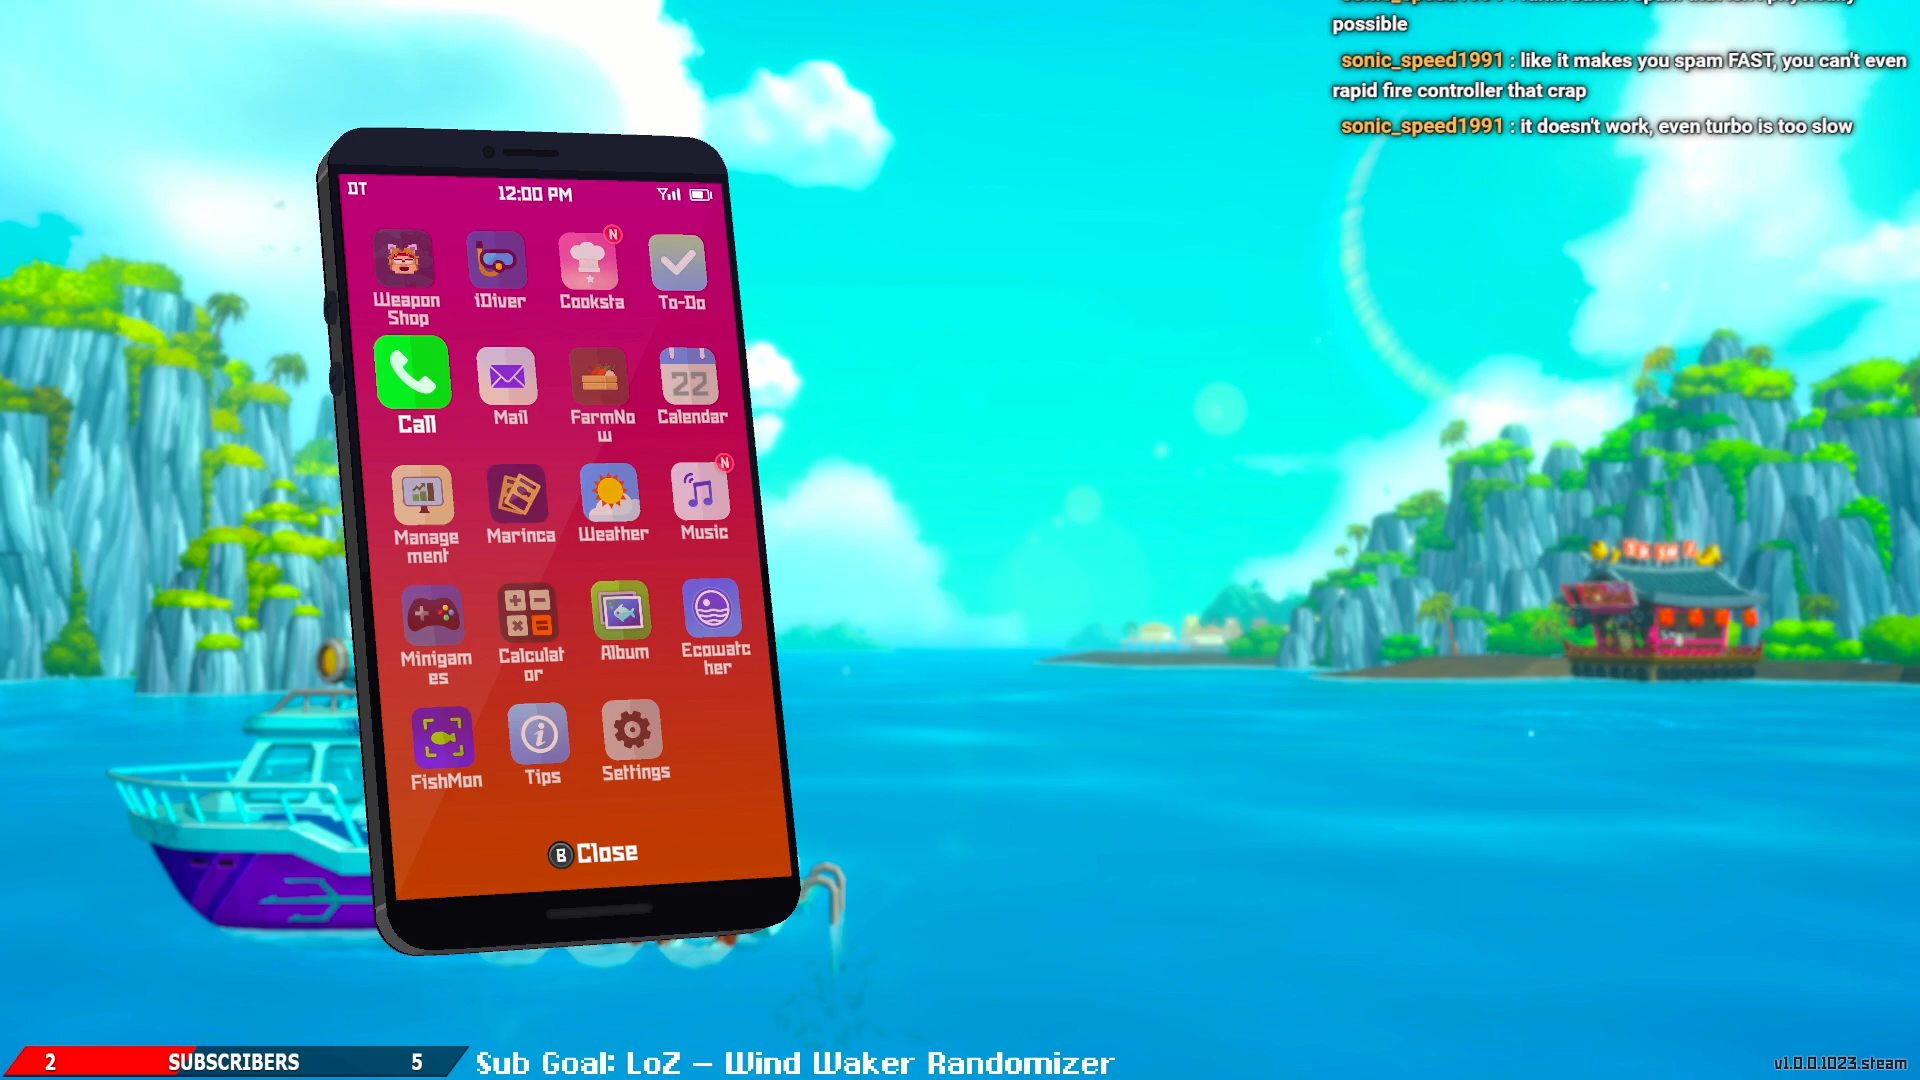 possible
sonic_speed1991 : like it makes you spam FAST, you can't even
rapid fire controller that crap
sonic_speed1991 : it doesn't work, even turbo is too slow
DT
12:00 PM
N
Weapon
Shop
iDiver
Cooksta
To-Do
22
Call
Mail
FarmNo
w
Calendar
N
Manage
ment
Marinca
Weather
Music
Minigam
es
Calculat
or
Album
Ecowatc
her
FishMon
Tips
Settings
B Close
2 SUBSCRIBERS 5
Sub Goal: LoZ – Wind Waker Randomizer
v1.0.0.1023.steam